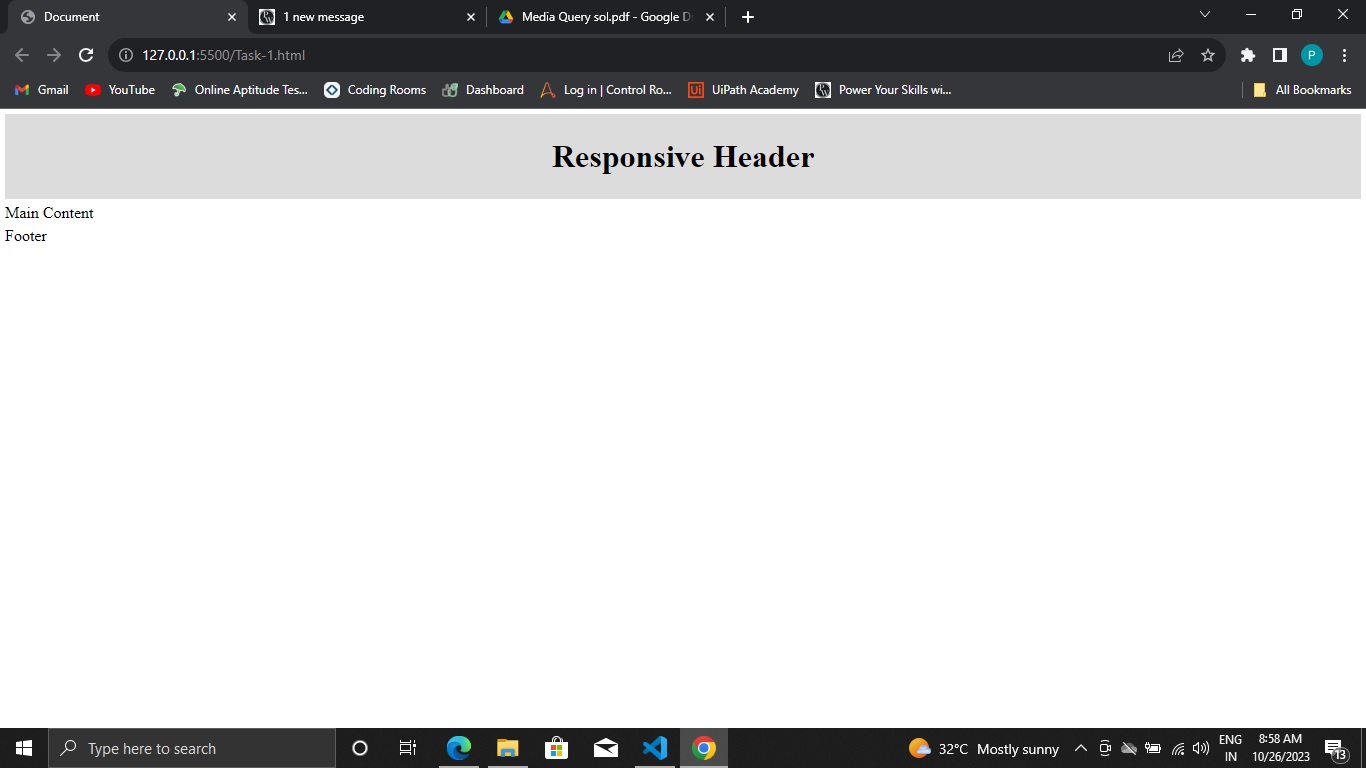 Document
1 new message
Media Query sol.pdf - Google D
127.0.0.1:5500/Task-1.html
P
Gmail
YouTube
Online Aptitude Tes...
Coding Rooms
Dashboard
Log in | Control Ro...
Ui
UiPath Academy
Power Your Skills wi...
All Bookmarks
Responsive Header
Main Content
Footer
Type here to search
32°C Mostly sunny
ENG
IN
8:58 AM
10/26/2023
13